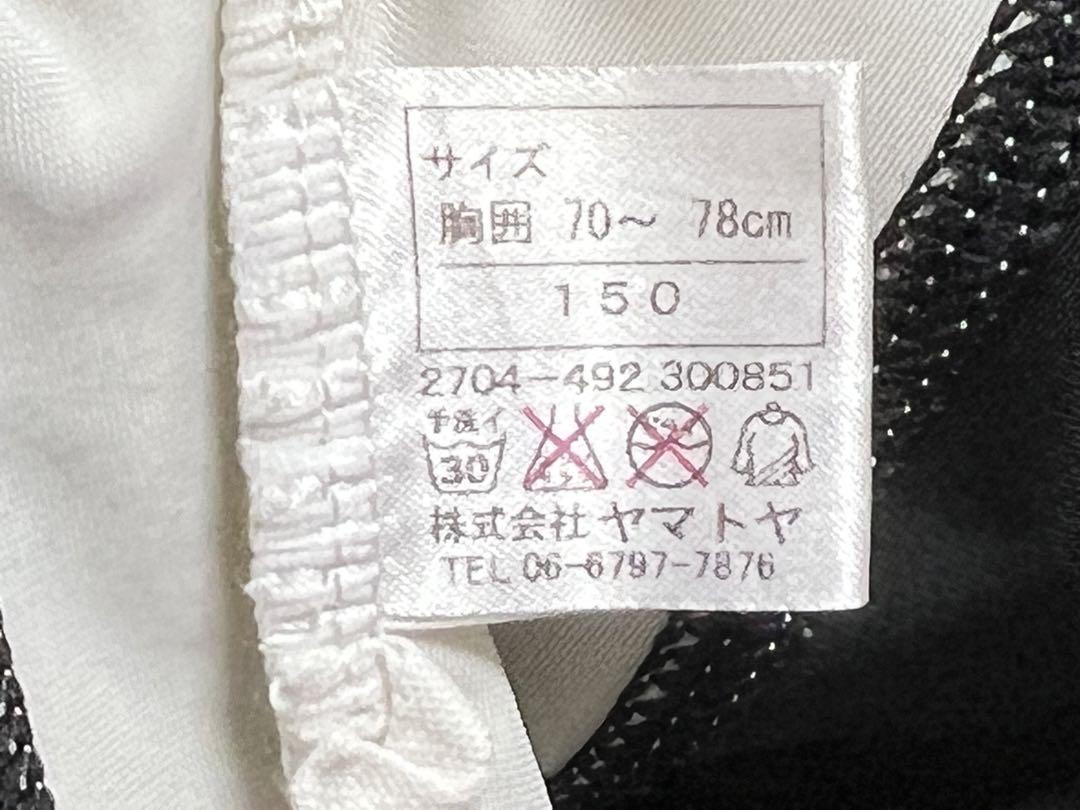 サイズ
胸囲 70～ 78cm
１５０
2704-492 300851
手洗イ
30
株式会社 ヤマトヤ
TEL 06-6797-7876